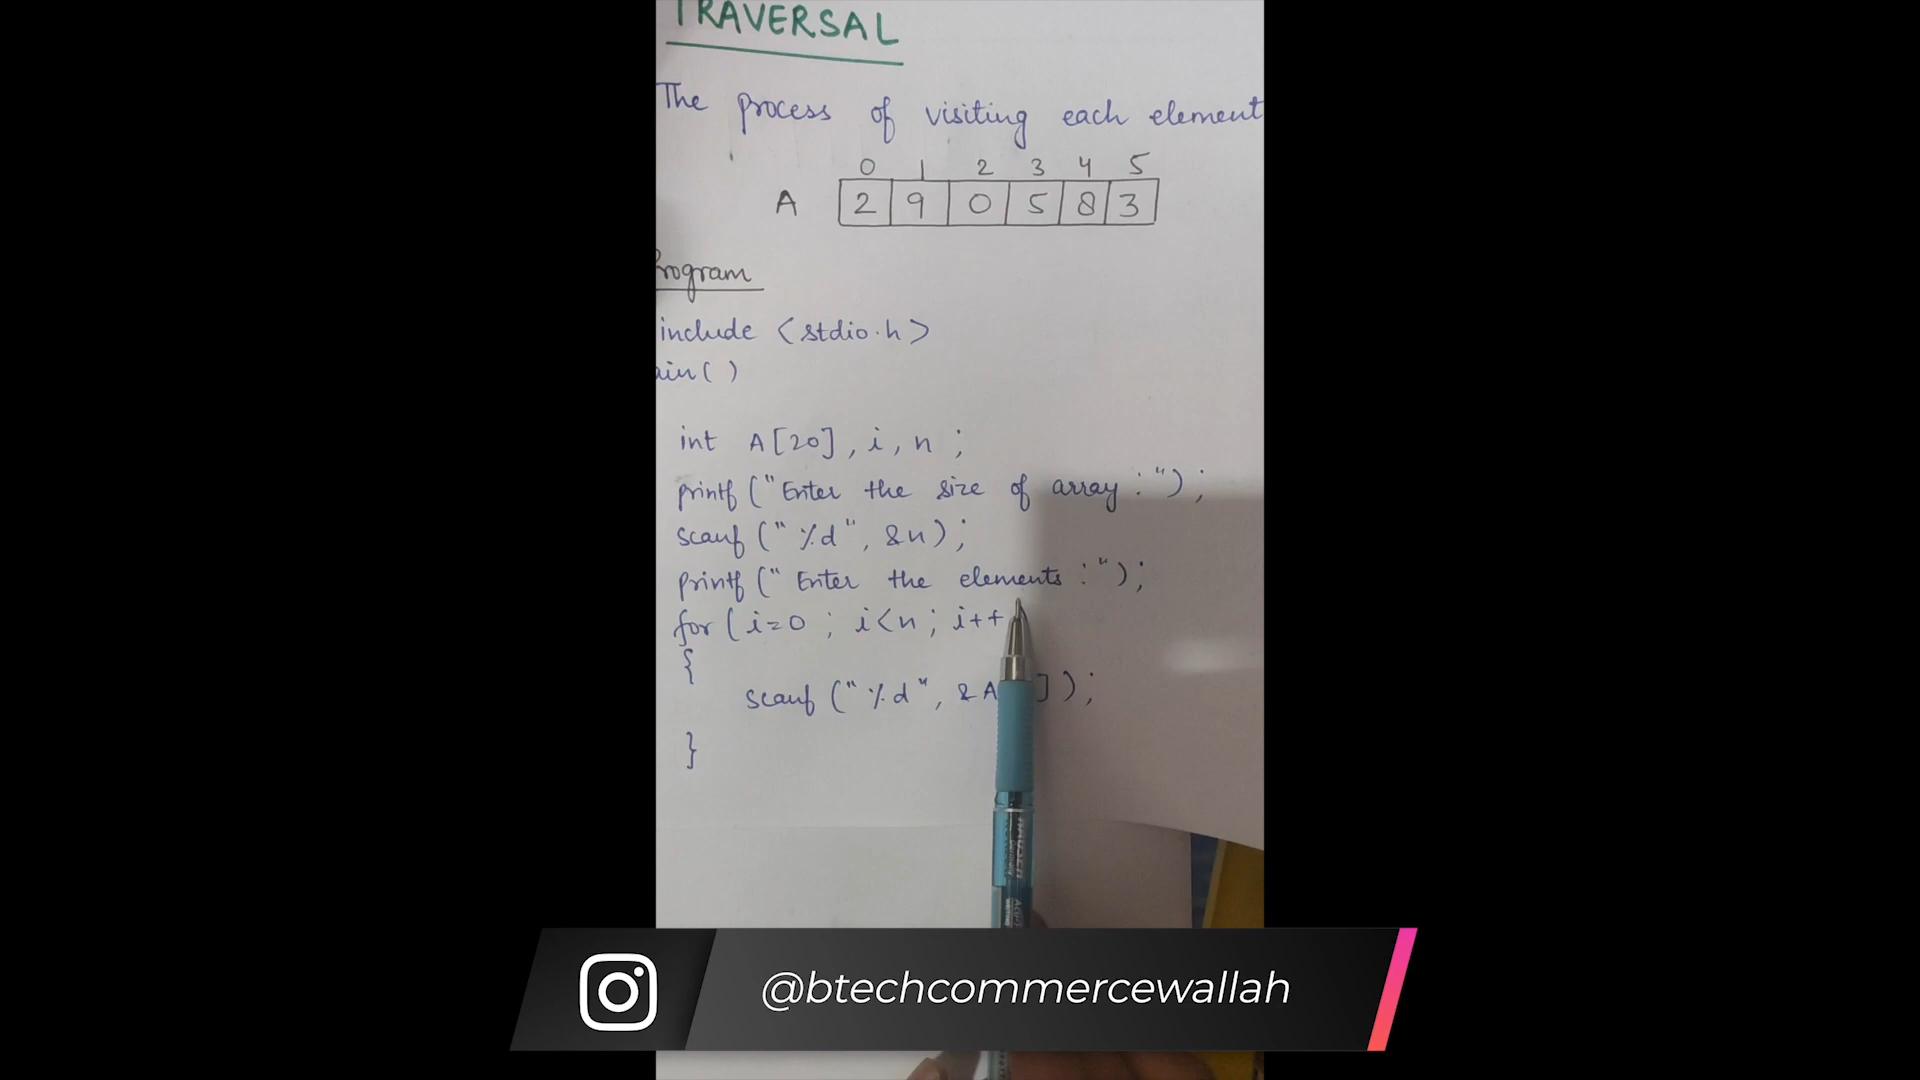 TRAVERSAL
The process of visiting each element
0 1 2 3 4 5
A 2 9 0 5 8 3
rogram
include <stdio.h>
ain( )
int A[20], i, n ;
printf ("Enter the size of array : ");
scanf (" %d", &n);
printf (" Enter the elements : ");
for ( i=0 ; i<n ; i++ )
{
scanf (" %d", & A ] );
}
@btechcommercewallah